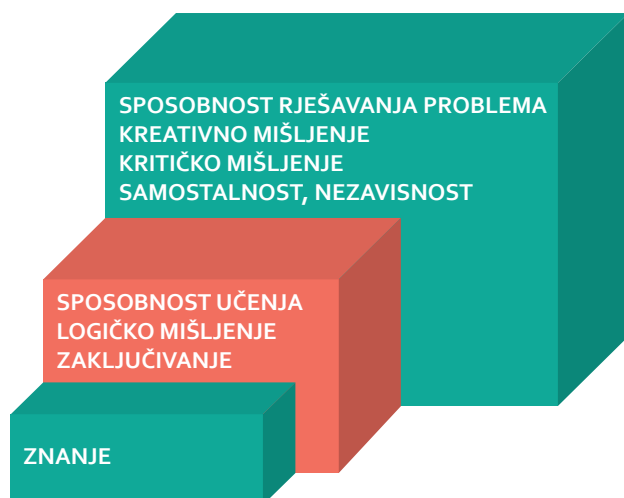 SPOSOBNOST RJEŠAVANJA PROBLEMA
KREATIVNO MIŠLJENJE
KRITIČKO MIŠLJENJE
SAMOSTALNOST, NEZAVISNOST
SPOSOBNOST UČENJA
LOGIČKO MIŠLJENJE
ZAKLJUČIVANJE
ZNANJE